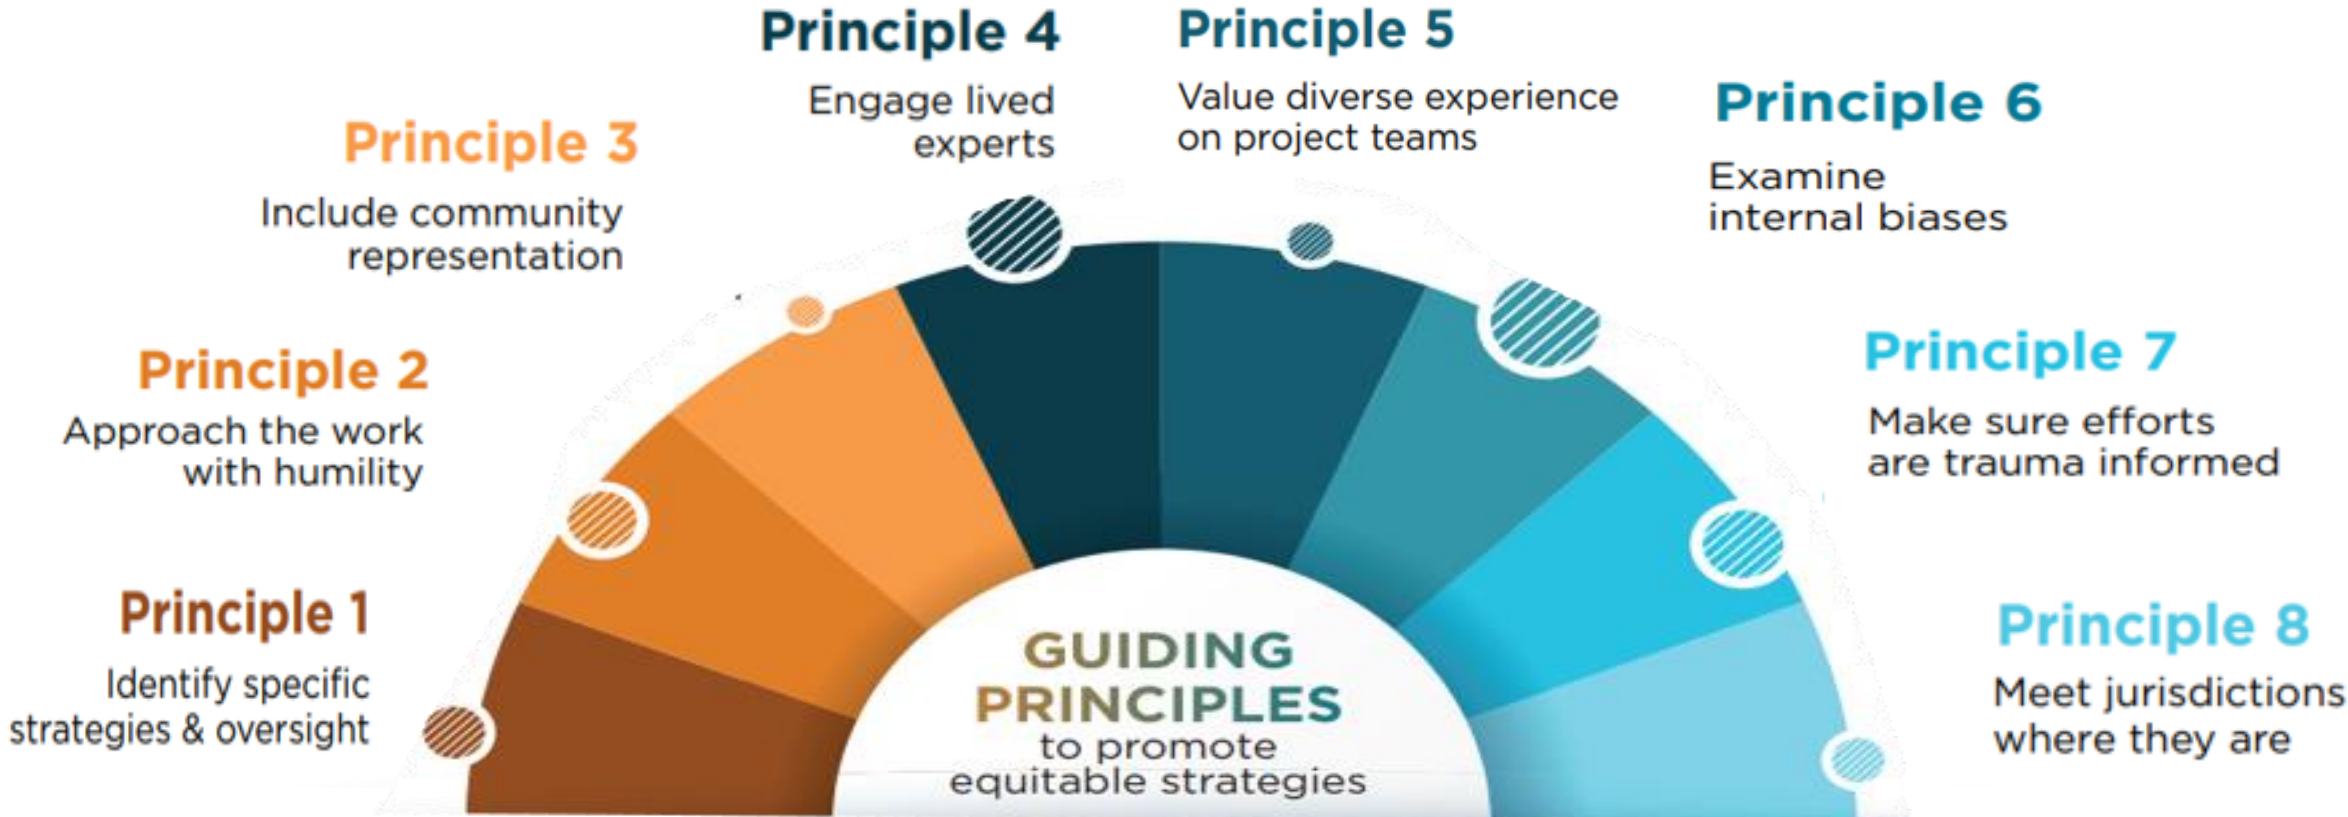 Principle 1
Identify specific
strategies & oversight
Principle 2
Approach the work
with humility
Principle 3
Include community
representation
Principle 4
Engage lived
experts
Principle 5
Value diverse experience
on project teams
Principle 6
Examine
internal biases
Principle 7
Make sure efforts
are trauma informed
Principle 8
Meet jurisdictions
where they are
GUIDING
PRINCIPLES
to promote
equitable strategies